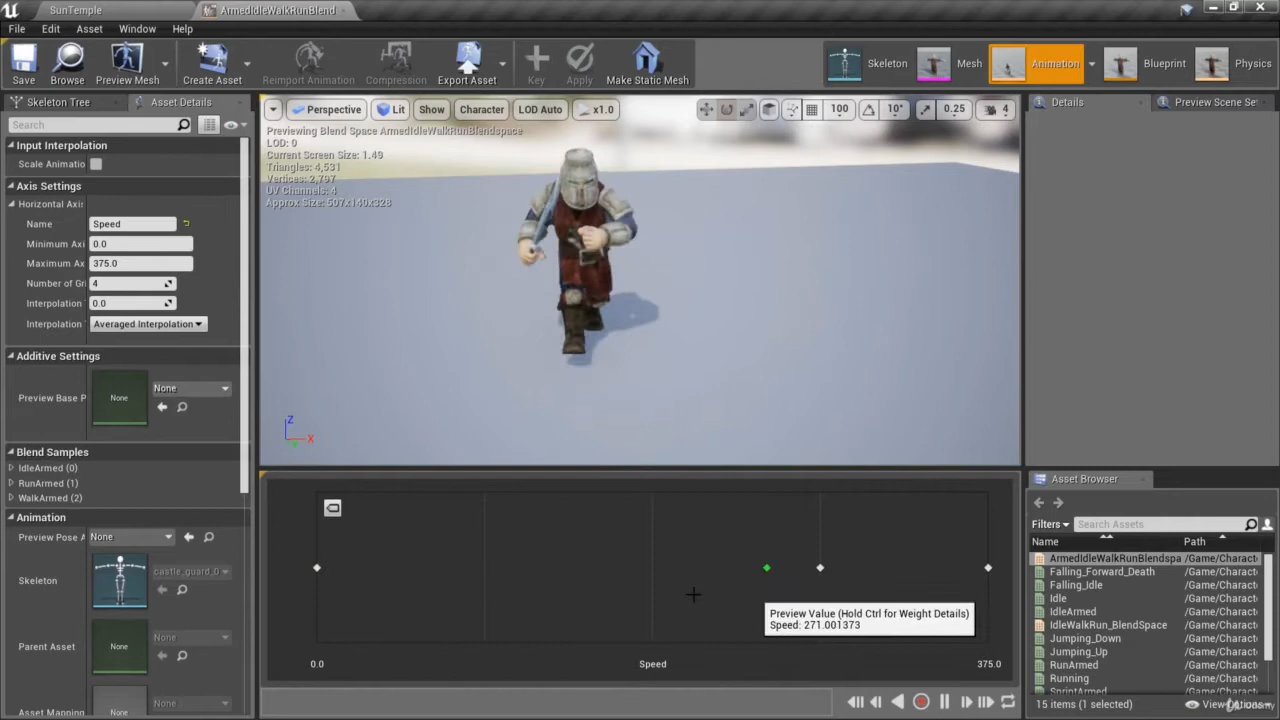 SunTemple
ArmedIdleWalkRunBlend
File Edit Asset Window Help
Save Browse Preview Mesh Create Asset Reimport Animation Compression Export Asset Key Apply Make Static Mesh
Skeleton Mesh Animation Blueprint Physics
Skeleton Tree Asset Details
Search
Input Interpolation
Scale Animatio
Axis Settings
Horizontal Axis
Name Speed
Minimum Axi 0.0
Maximum Ax 375.0
Number of Gr 4
Interpolation 0.0
Interpolation Averaged Interpolation
Additive Settings
Preview Base P None None
Blend Samples
IdleArmed (0)
RunArmed (1)
WalkArmed (2)
Animation
Preview Pose A None
Skeleton castle_guard_0
Parent Asset None None
Asset Mapping None None
Perspective Lit Show Character LOD Auto x1.0
100 10° 0.25 4
Previewing Blend Space ArmedIdleWalkRunBlendspace
LOD: 0
Current Screen Size: 1.49
Triangles: 4,531
Vertices: 2,797
UV Channels: 4
Approx Size: 507x140x328
Z
X
Preview Value (Hold Ctrl for Weight Details)
Speed: 271.001373
0.0 Speed 375.0
Details Preview Scene Set
Asset Browser
Filters Search Assets
Name Path
ArmedIdleWalkRunBlendspa /Game/Charact
Falling_Forward_Death /Game/Charact
Falling_Idle /Game/Charact
Idle /Game/Charact
IdleArmed /Game/Charact
IdleWalkRun_BlendSpace /Game/Charact
Jumping_Down /Game/Charact
Jumping_Up /Game/Charact
RunArmed /Game/Charact
Running /Game/Charact
SprintArmed /Game/Charact
15 items (1 selected) View Options